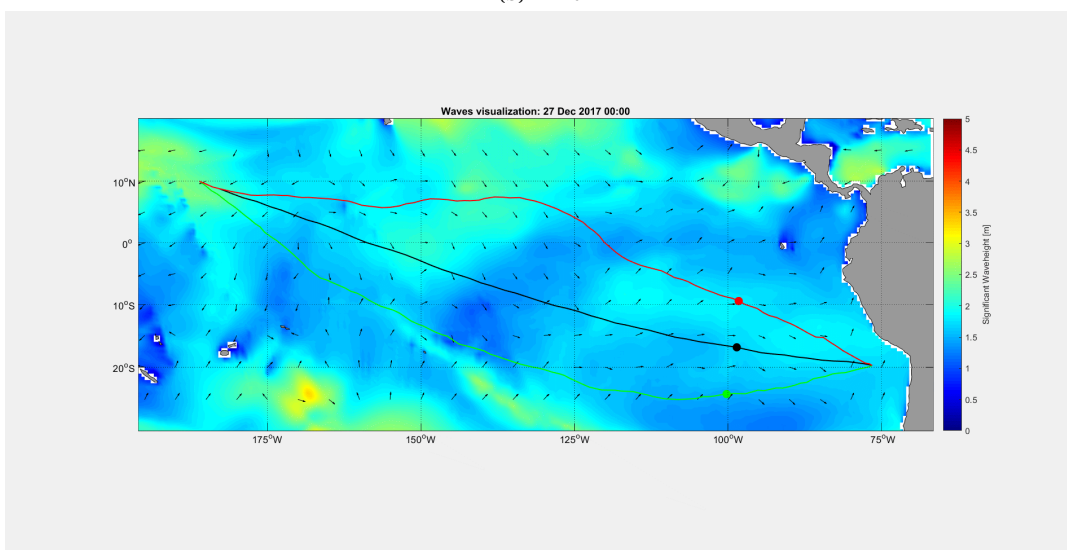 Waves visualization: 27 Dec 2017 00:00
10°N
0°
10°S
20°S
175°W
150°W
125°W
100°W
75°W
5
4.5
4
3.5
3
2.5
2
1.5
1
0.5
0
Significant Waveheight [m]